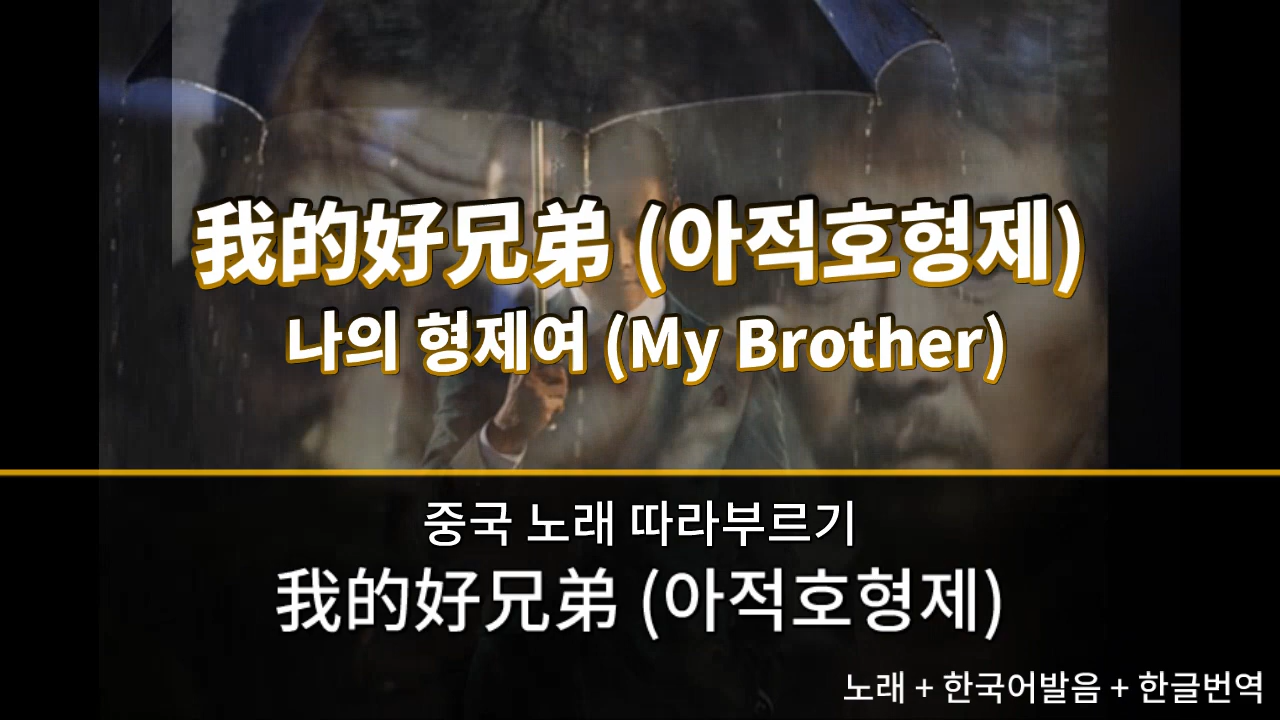 我的好兄弟 (아적호형제)
나의 형제여 (My Brother)
중국 노래 따라부르기
我的好兄弟 (아적호형제)
노래 + 한국어발음 + 한글번역